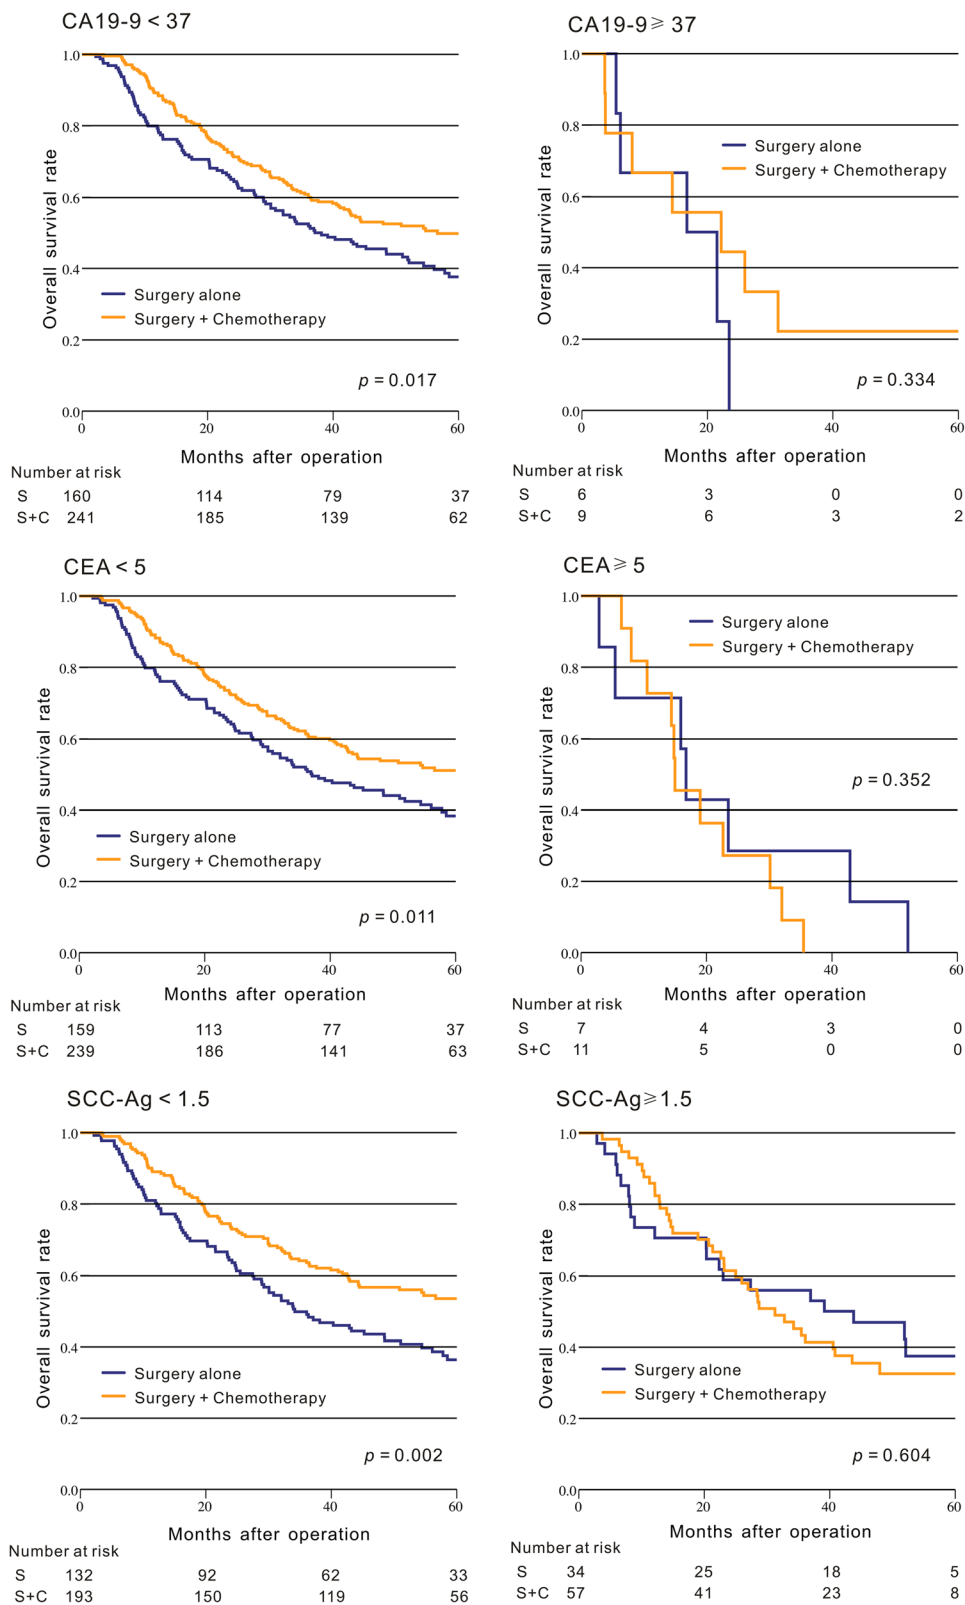 CA19-9 < 37
1.0
0.8
0.6
0.4
0.2
0.0
Overall survival rate
Surgery alone
Surgery + Chemotherapy
p = 0.017
0 20 40 60
Months after operation
Number at risk
S 160 114 79 37
S+C 241 185 139 62
CA19-9 ⩾ 37
1.0
0.8
0.6
0.4
0.2
0.0
Overall survival rate
Surgery alone
Surgery + Chemotherapy
p = 0.334
0 20 40 60
Months after operation
Number at risk
S 6 3 0 0
S+C 9 6 3 2
CEA < 5
1.0
0.8
0.6
0.4
0.2
0.0
Overall survival rate
Surgery alone
Surgery + Chemotherapy
p = 0.011
0 20 40 60
Months after operation
Number at risk
S 159 113 77 37
S+C 239 186 141 63
CEA ⩾ 5
1.0
0.8
0.6
0.4
0.2
0.0
Overall survival rate
Surgery alone
Surgery + Chemotherapy
p = 0.352
0 20 40 60
Months after operation
Number at risk
S 7 4 3 0
S+C 11 5 0 0
SCC-Ag < 1.5
1.0
0.8
0.6
0.4
0.2
0.0
Overall survival rate
Surgery alone
Surgery + Chemotherapy
p = 0.002
0 20 40 60
Months after operation
Number at risk
S 132 92 62 33
S+C 193 150 119 56
SCC-Ag ⩾ 1.5
1.0
0.8
0.6
0.4
0.2
0.0
Overall survival rate
Surgery alone
Surgery + Chemotherapy
p = 0.604
0 20 40 60
Months after operation
Number at risk
S 34 25 18 5
S+C 57 41 23 8